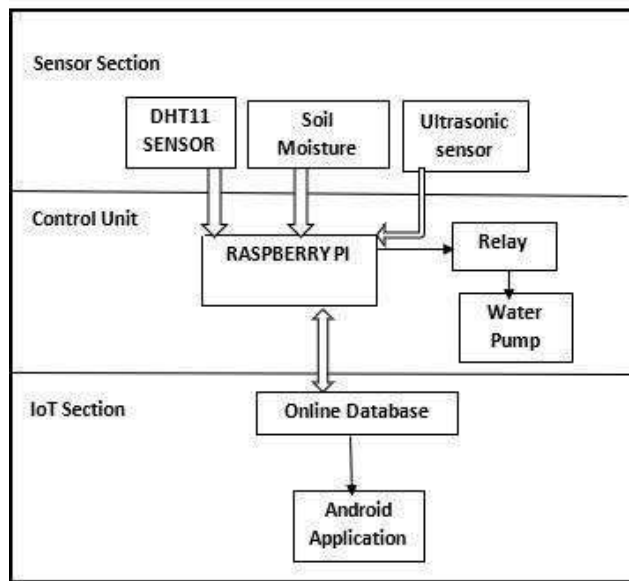 Sensor Section
DHT11
SENSOR
Soil
Moisture
Ultrasonic
sensor
Control Unit
RASPBERRY PI
Relay
Water
Pump
IoT Section
Online Database
Android
Application